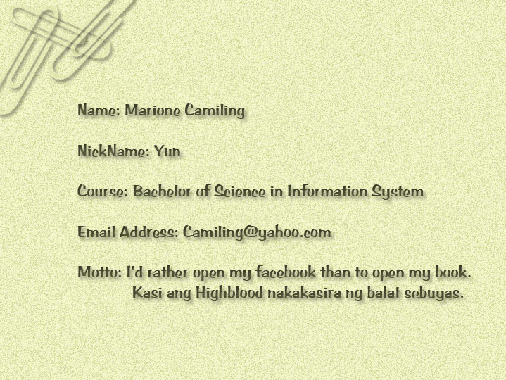 Name: Marione Camiling
NickName: Yun
Course: Bachelor of Science in Information System
Email Address: Camiling@yahoo.com
Motto: I'd rather open my facebook than to open my book.
Kasi ang Highblood nakakasira ng balat sebuyas.